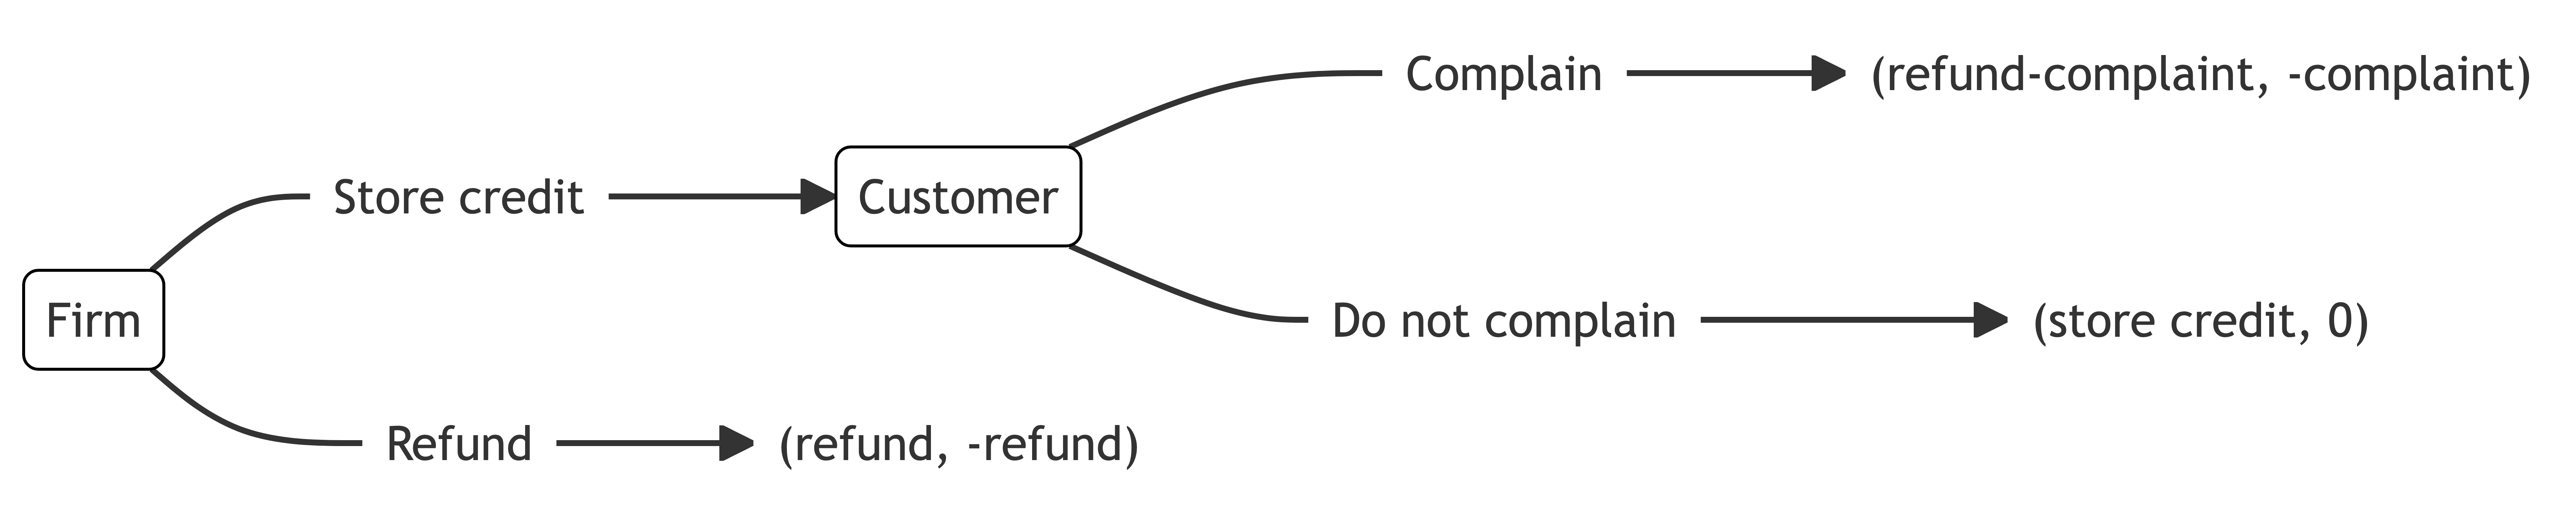 Complain
(refund-complaint, -complaint)
Store credit
Customer
Firm
Do not complain
(store credit, 0)
Refund
(refund, -refund)